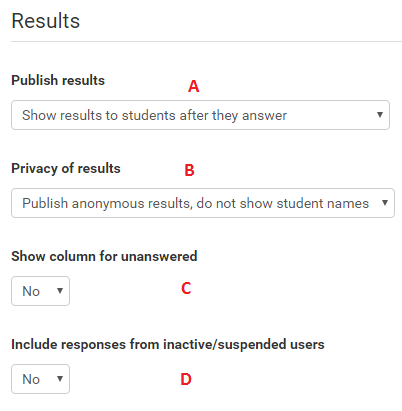 Results
Publish results
A
Show results to students after they answer
Privacy of results
B
Publish anonymous results, do not show student names
Show column for unanswered
No
C
Include responses from inactive/suspended users
No
D